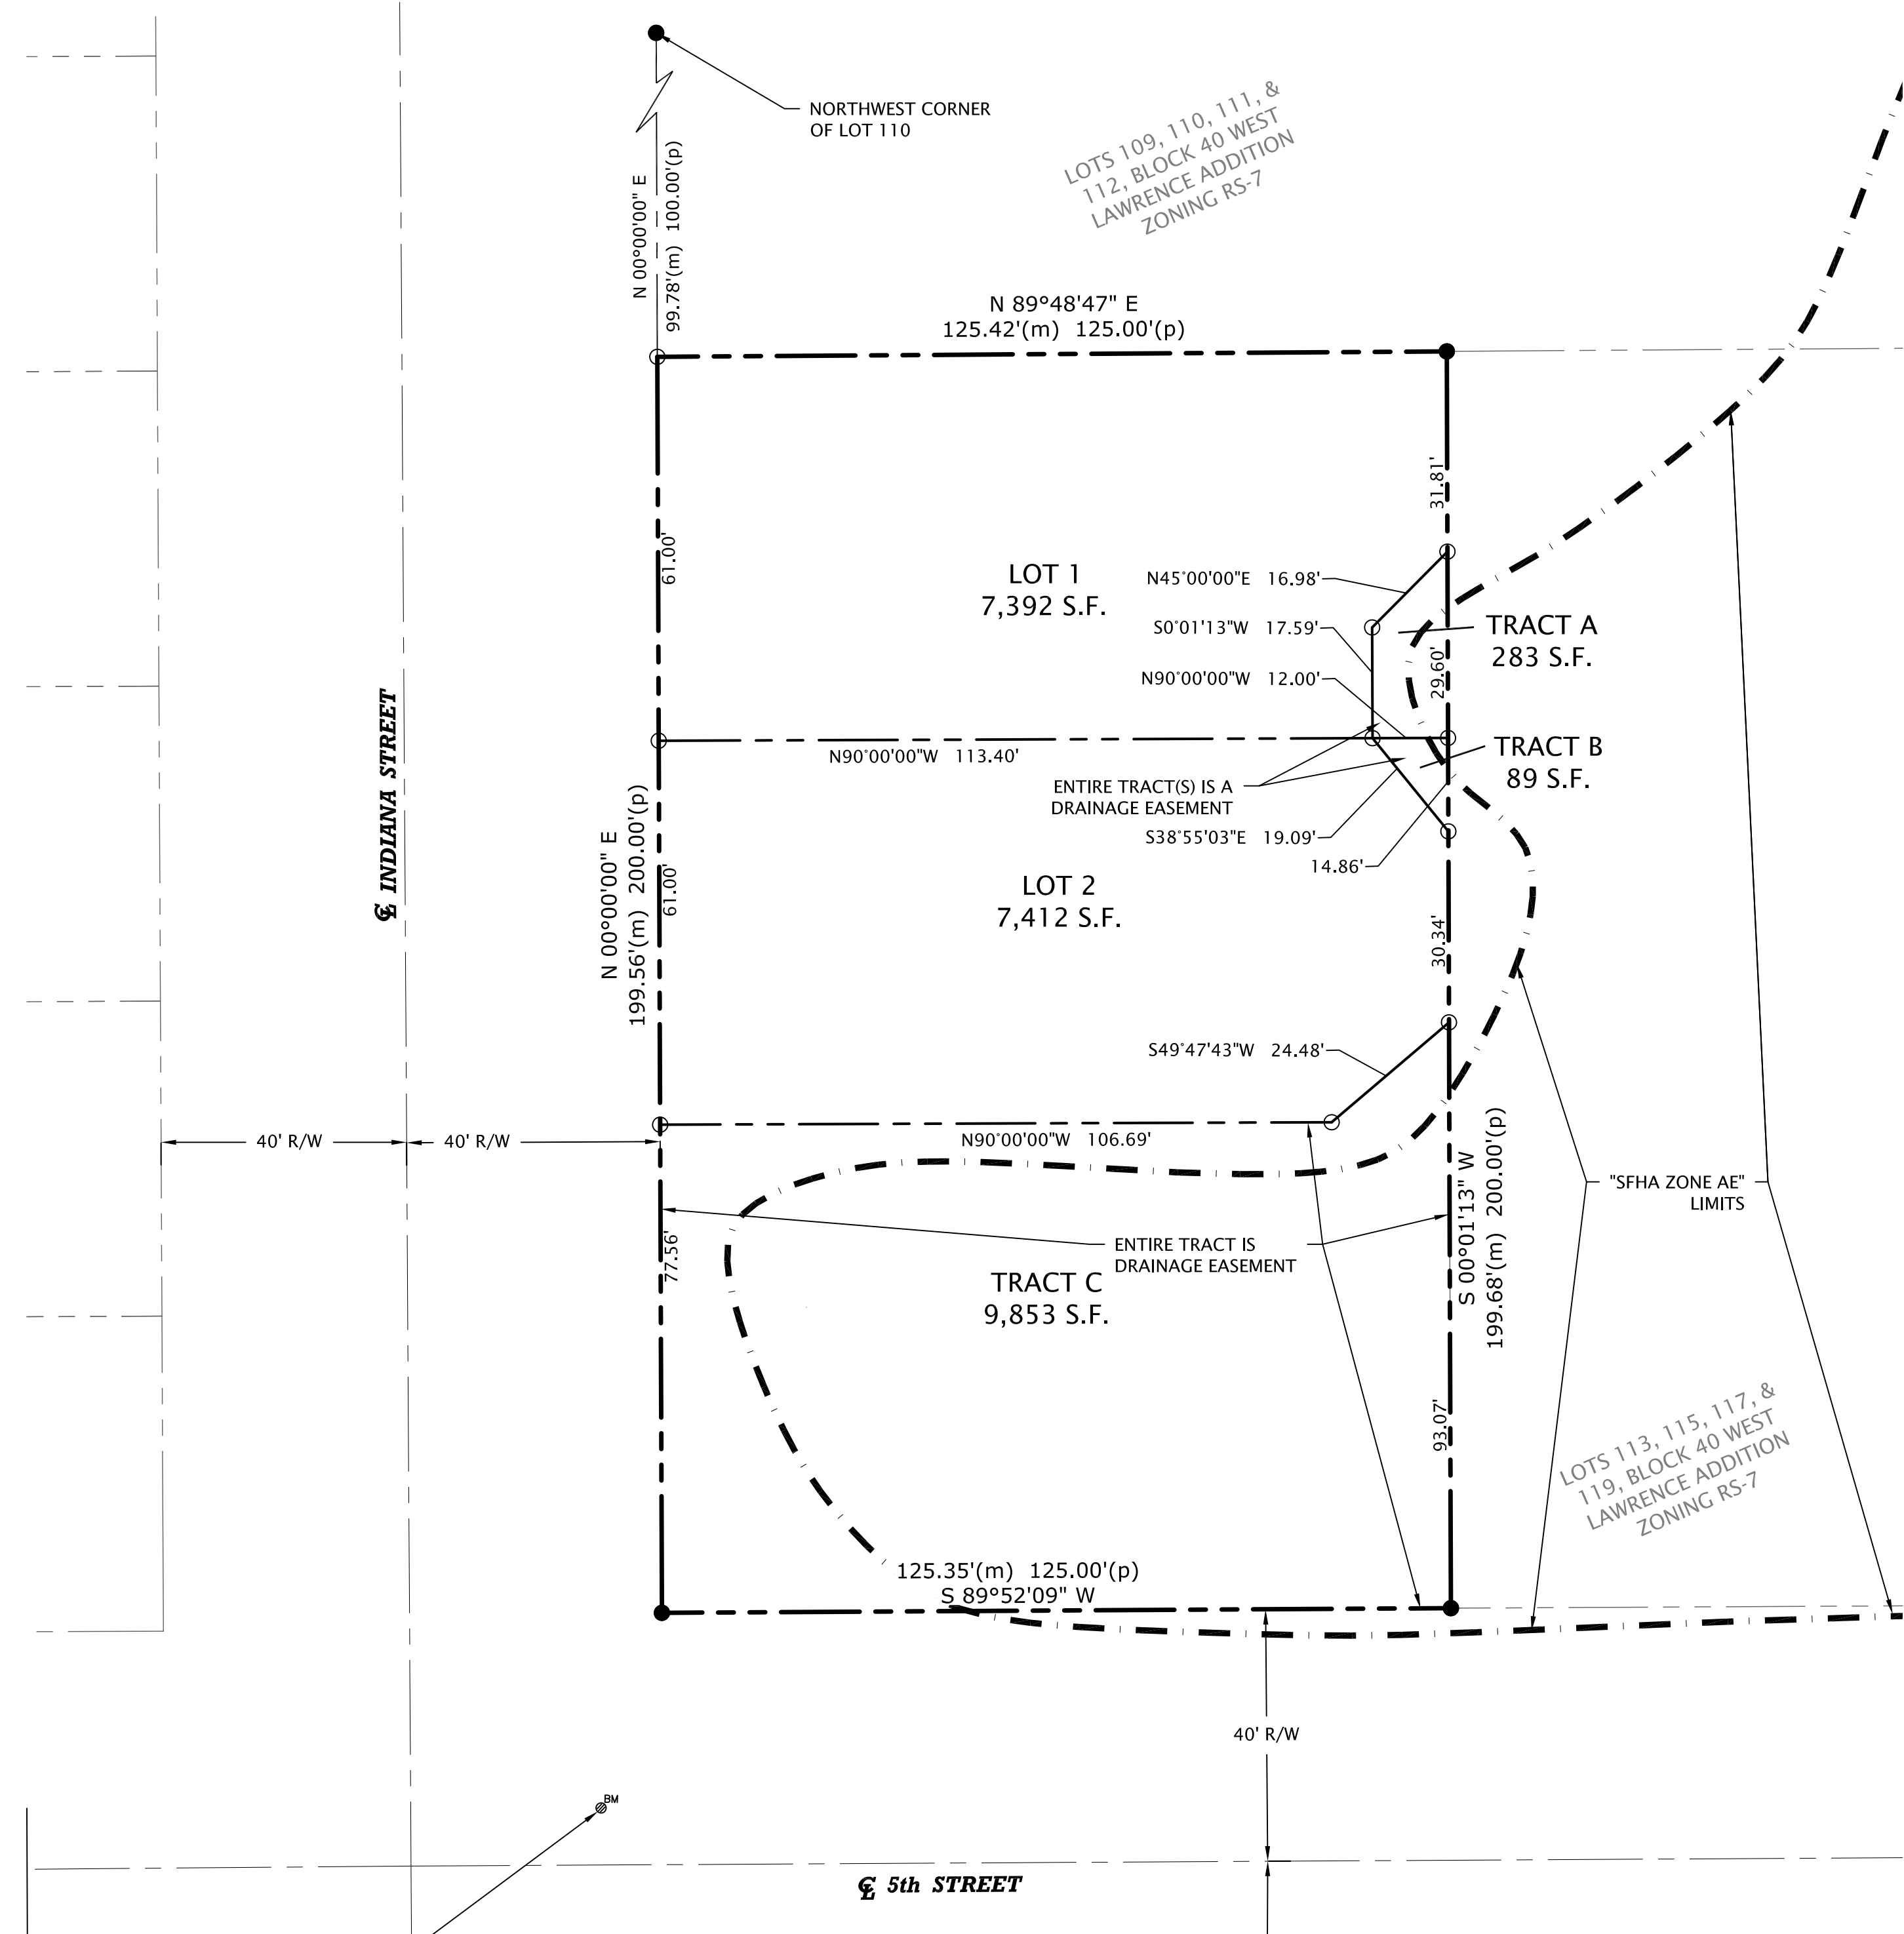 NORTHWEST CORNER
OF LOT 110
LOTS 109, 110, 111, &
112, BLOCK 40 WEST
LAWRENCE ADDITION
ZONING RS-7
N 00°00'00" E
99.78'(m) 100.00'(p)
N 89°48'47" E
125.42'(m) 125.00'(p)
31.81'
61.00'
LOT 1
7,392 S.F.
N45°00'00"E 16.98'
S0°01'13"W 17.59'
N90°00'00"W 12.00'
29.60'
TRACT A
283 S.F.
℄ INDIANA STREET
N90°00'00"W 113.40'
TRACT B
89 S.F.
ENTIRE TRACT(S) IS A
DRAINAGE EASEMENT
S38°55'03"E 19.09'
14.86'
N 00°00'00" E
199.56'(m) 200.00'(p)
61.00'
LOT 2
7,412 S.F.
30.34'
S49°47'43"W 24.48'
40' R/W
40' R/W
N90°00'00"W 106.69'
S 00°01'13" W
199.68'(m) 200.00'(p)
"SFHA ZONE AE"
LIMITS
77.56'
ENTIRE TRACT IS
DRAINAGE EASEMENT
TRACT C
9,853 S.F.
93.07'
LOTS 113, 115, 117, &
119, BLOCK 40 WEST
LAWRENCE ADDITION
ZONING RS-7
125.35'(m) 125.00'(p)
S 89°52'09" W
40' R/W
BM
℄ 5th STREET